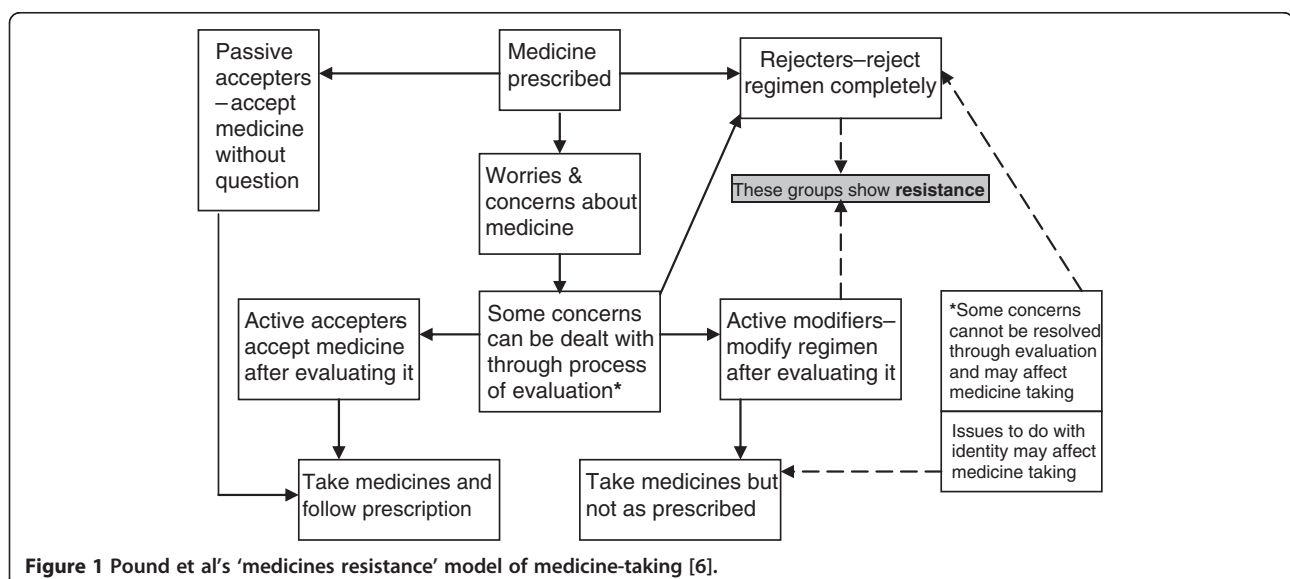 Passive
accepters
–accept
medicine
without
question
Medicine
prescribed
Rejecters–reject
regimen completely
Worries &
concerns about
medicine
These groups show resistance
Active accepters-
accept medicine
after evaluating it
Some concerns
can be dealt with
through process
of evaluation*
Active modifiers–
modify regimen
after evaluating it
*Some concerns
cannot be resolved
through evaluation
and may affect
medicine taking
Issues to do with
identity may affect
medicine taking
Take medicines and
follow prescription
Take medicines but
not as prescribed
Figure 1 Pound et al's 'medicines resistance' model of medicine-taking [6].